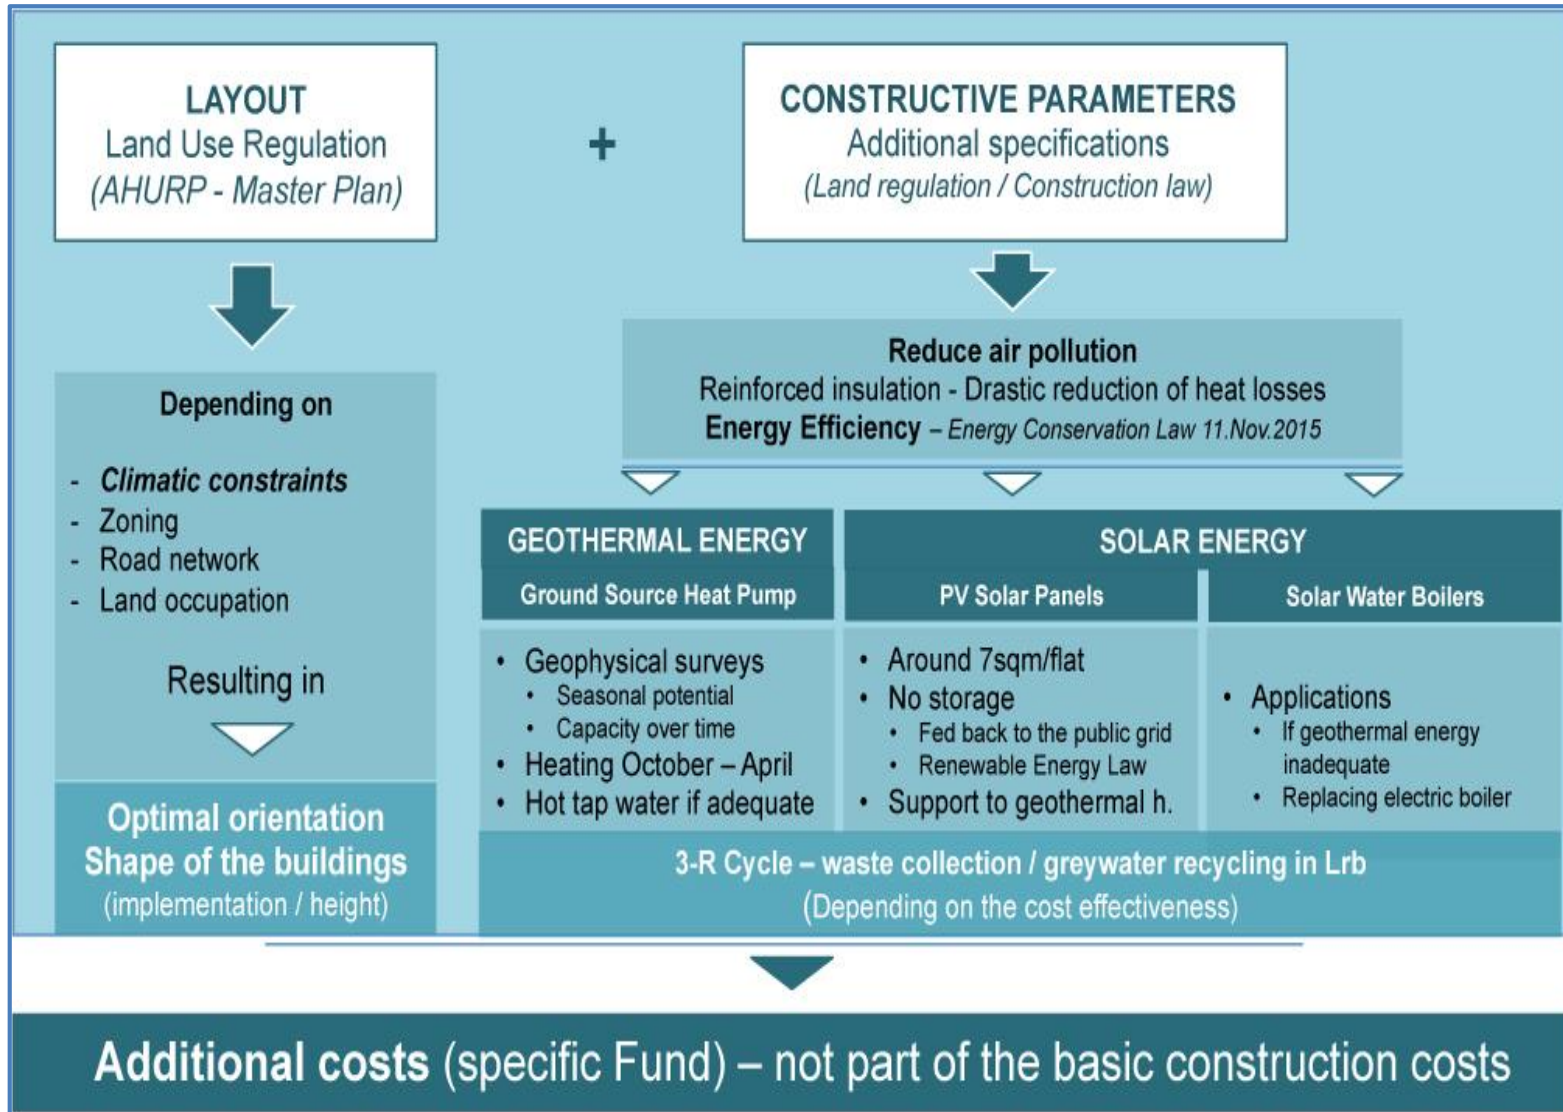 LAYOUT
Land Use Regulation
(AHURP - Master Plan)
+
CONSTRUCTIVE PARAMETERS
Additional specifications
(Land regulation / Construction law)
Depending on
- Climatic constraints
- Zoning
- Road network
- Land occupation
Resulting in
Optimal orientation
Shape of the buildings
(implementation / height)
Reduce air pollution
Reinforced insulation - Drastic reduction of heat losses
Energy Efficiency – Energy Conservation Law 11.Nov.2015
GEOTHERMAL ENERGY
Ground Source Heat Pump
• Geophysical surveys
• Seasonal potential
• Capacity over time
• Heating October – April
• Hot tap water if adequate
SOLAR ENERGY
PV Solar Panels
• Around 7sqm/flat
• No storage
• Fed back to the public grid
• Renewable Energy Law
• Support to geothermal h.
Solar Water Boilers
• Applications
• If geothermal energy
inadequate
• Replacing electric boiler
3-R Cycle – waste collection / greywater recycling in Lrb
(Depending on the cost effectiveness)
Additional costs (specific Fund) – not part of the basic construction costs